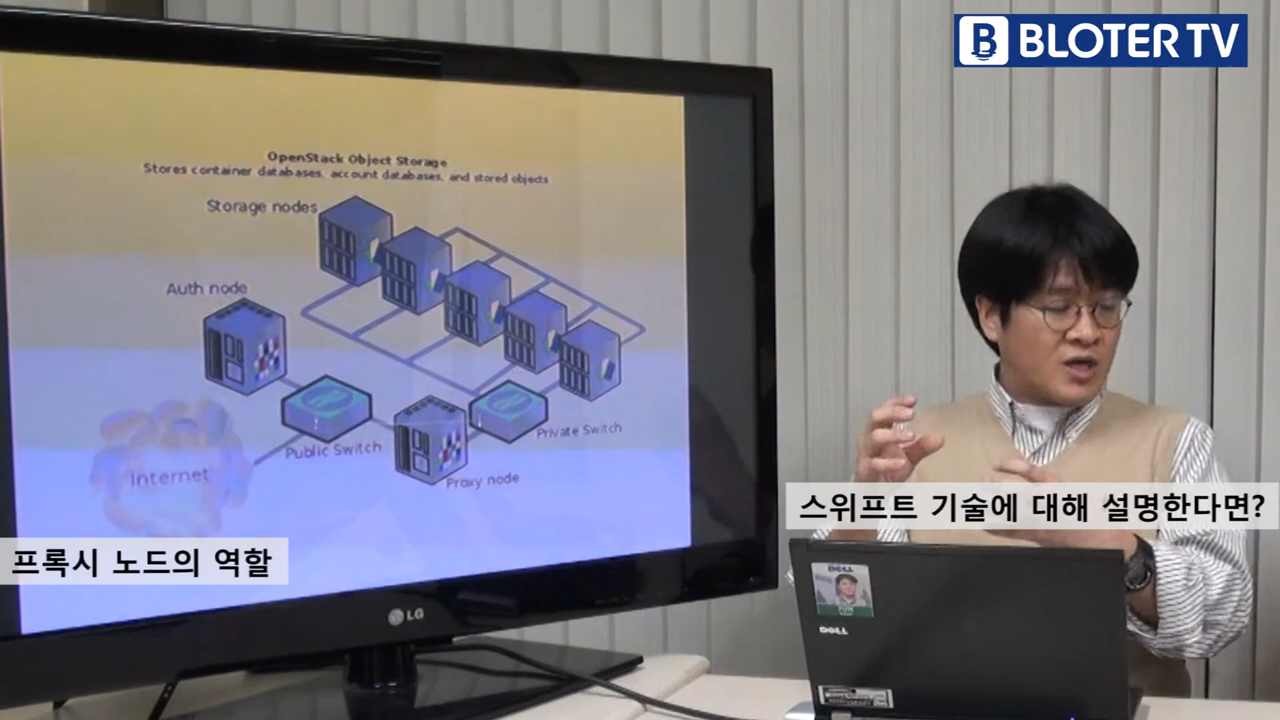 BLOTER TV
OpenStack Object Storage
Stores container databases, account databases, and stored objects
Storage nodes
Auth node
Public Switch
Private Switch
Internet
Proxy node
프록시 노드의 역할
스위프트 기술에 대해 설명한다면?
LG
DELL
DELL